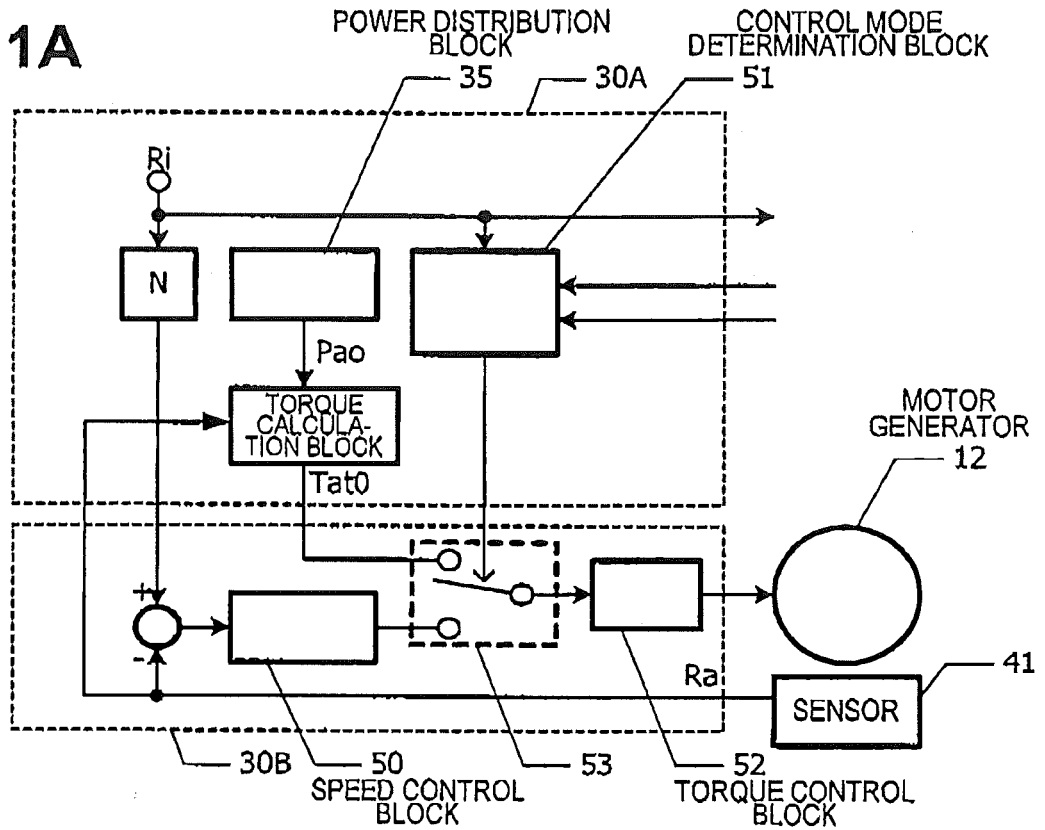 1A
POWER DISTRIBUTION
BLOCK
35
30A
CONTROL MODE
DETERMINATION BLOCK
51
Ri
N
Pao
TORQUE
CALCULA-
TION BLOCK
Tat0
MOTOR
GENERATOR
12
+
-
Ra
41
SENSOR
30B
50
53
52
SPEED CONTROL
BLOCK
TORQUE CONTROL
BLOCK